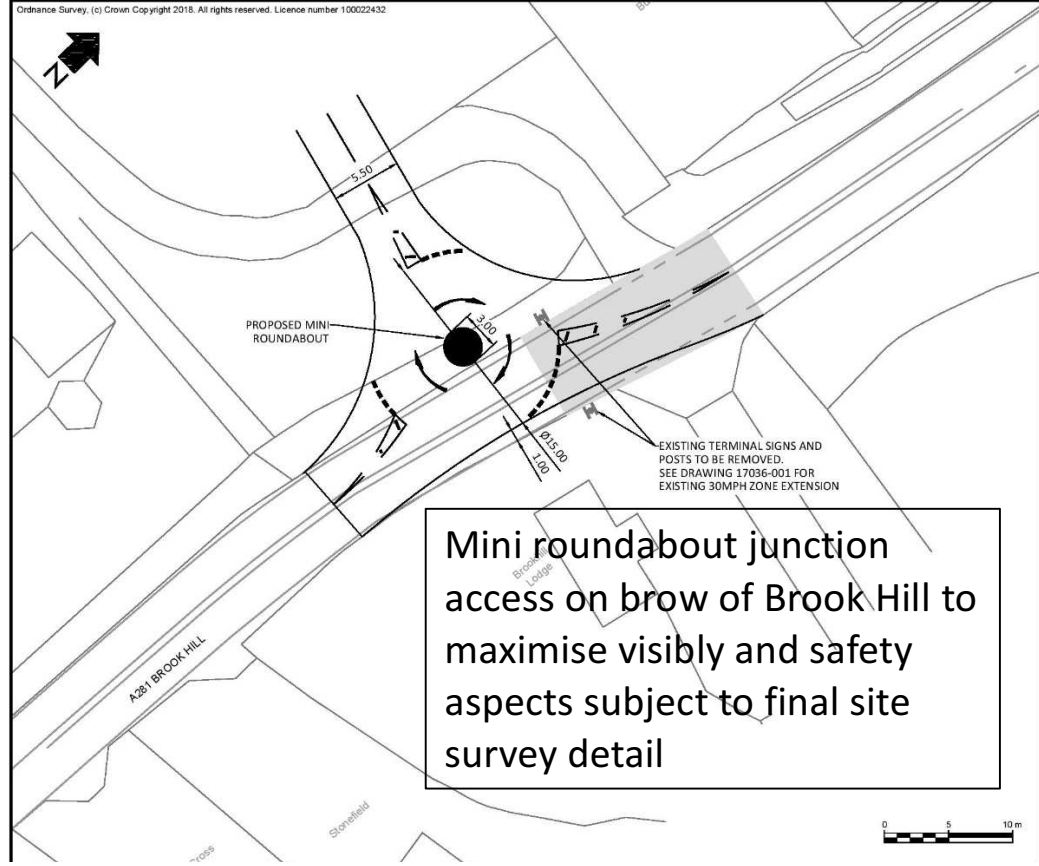 Ordnance Survey, (c) Crown Copyright 2018. All rights reserved. Licence number 100022432
N
5.50
PROPOSED MINI
ROUNDABOUT
3.00
Ø15.00
1.00
EXISTING TERMINAL SIGNS AND
POSTS TO BE REMOVED.
SEE DRAWING 17036-001 FOR
EXISTING 30MPH ZONE EXTENSION
Lodge
Mini roundabout junction
access on brow of Brook Hill to
maximise visibly and safety
aspects subject to final site
survey detail
A281 BROOK HILL
Stonefield
Cross
0 5 10 m